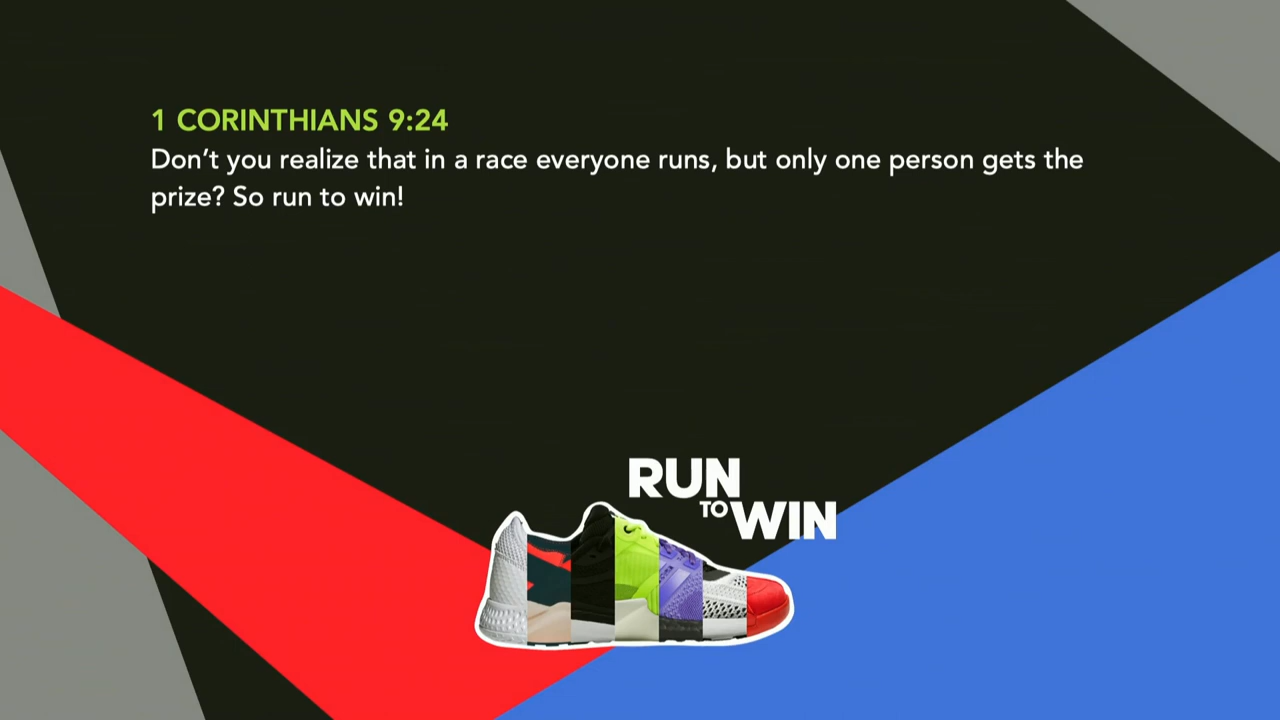 1 CORINTHIANS 9:24
Don’t you realize that in a race everyone runs, but only one person gets the
prize? So run to win!
RUN
TO WIN